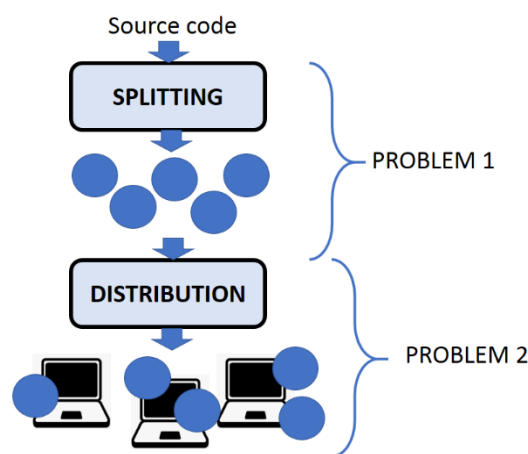 Source code
SPLITTING
PROBLEM 1
DISTRIBUTION
PROBLEM 2